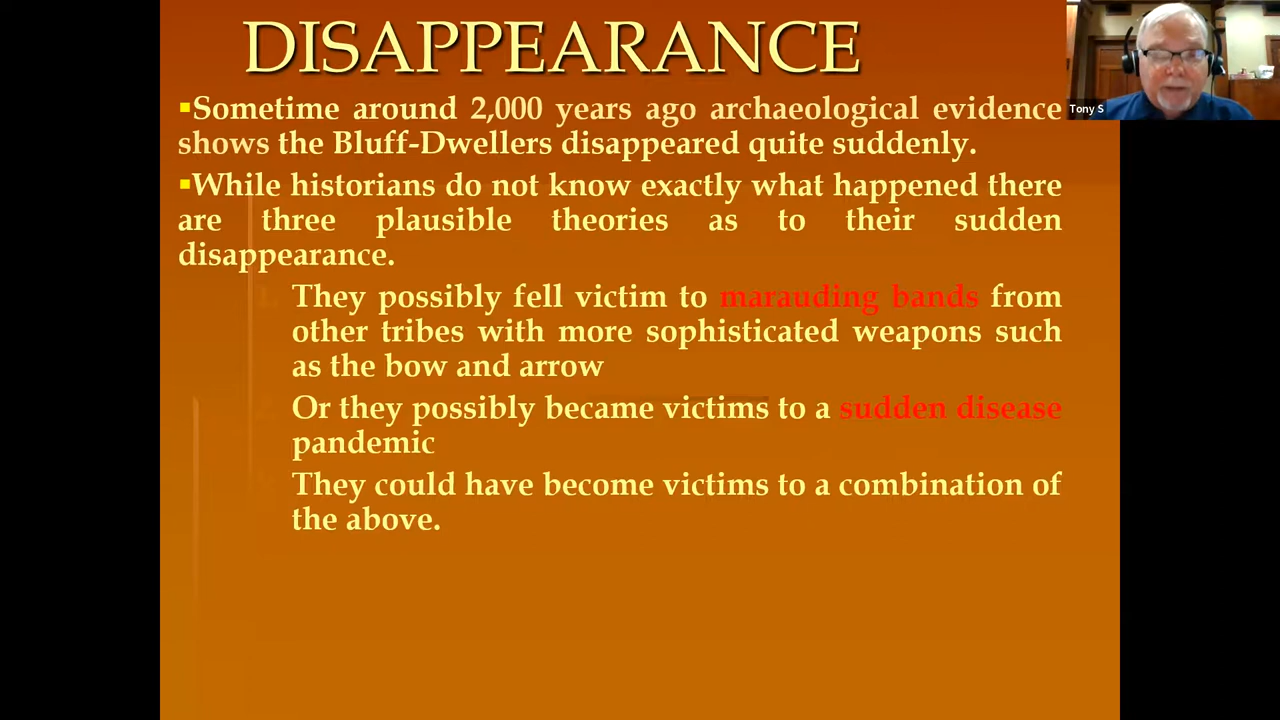 DISAPPEARANCE
▪Sometime around 2,000 years ago archaeological evidence
shows the Bluff-Dwellers disappeared quite suddenly.
▪While historians do not know exactly what happened there
are three plausible theories as to their sudden
disappearance.
They possibly fell victim to marauding bands from
other tribes with more sophisticated weapons such
as the bow and arrow
Or they possibly became victims to a sudden disease
pandemic
They could have become victims to a combination of
the above.
Tony S